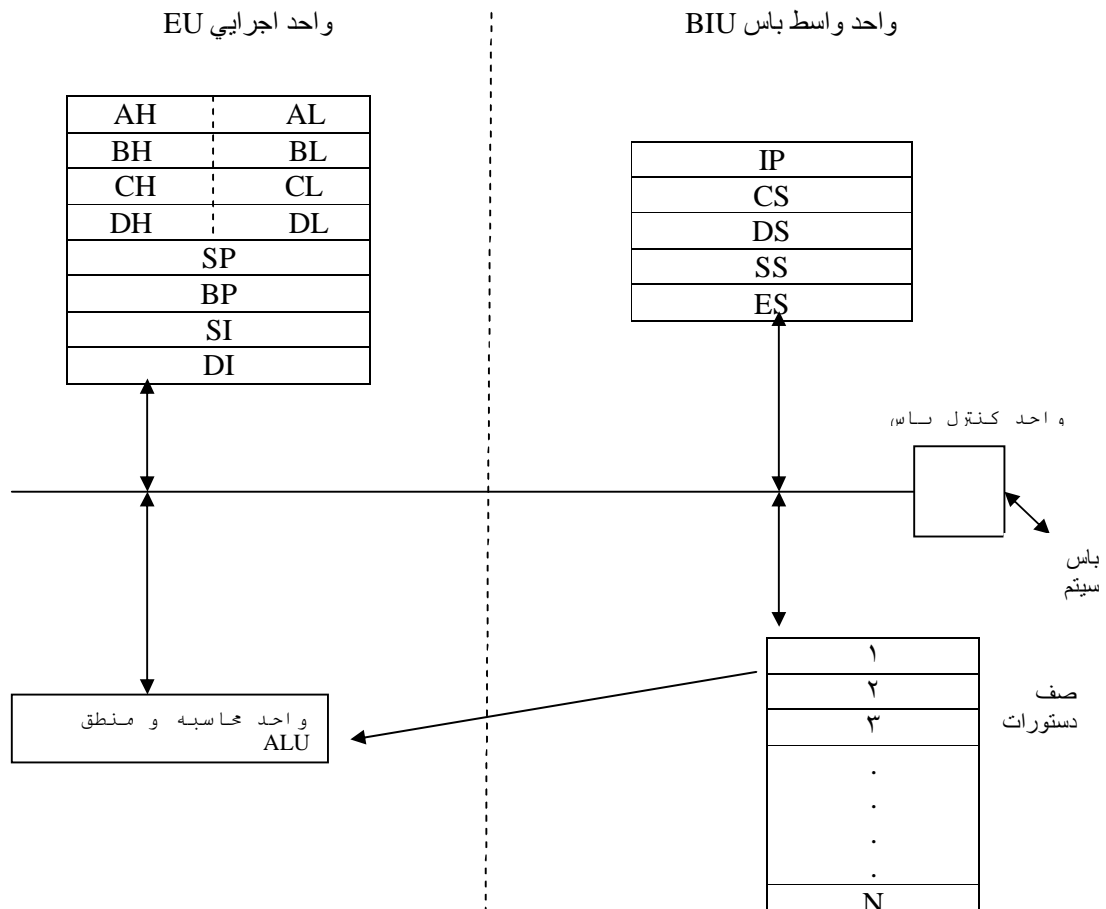 واحد اجرايي EU
واحد واسط باس BIU
AH AL
BH BL
CH CL
DH DL
SP
BP
SI
DI
IP
CS
DS
SS
ES
واحد کنترل باس
باس
سيتم
واحد محاسبه و منطق
ALU
صف
دستورات
۱
۲
۳
.
.
.
.
N